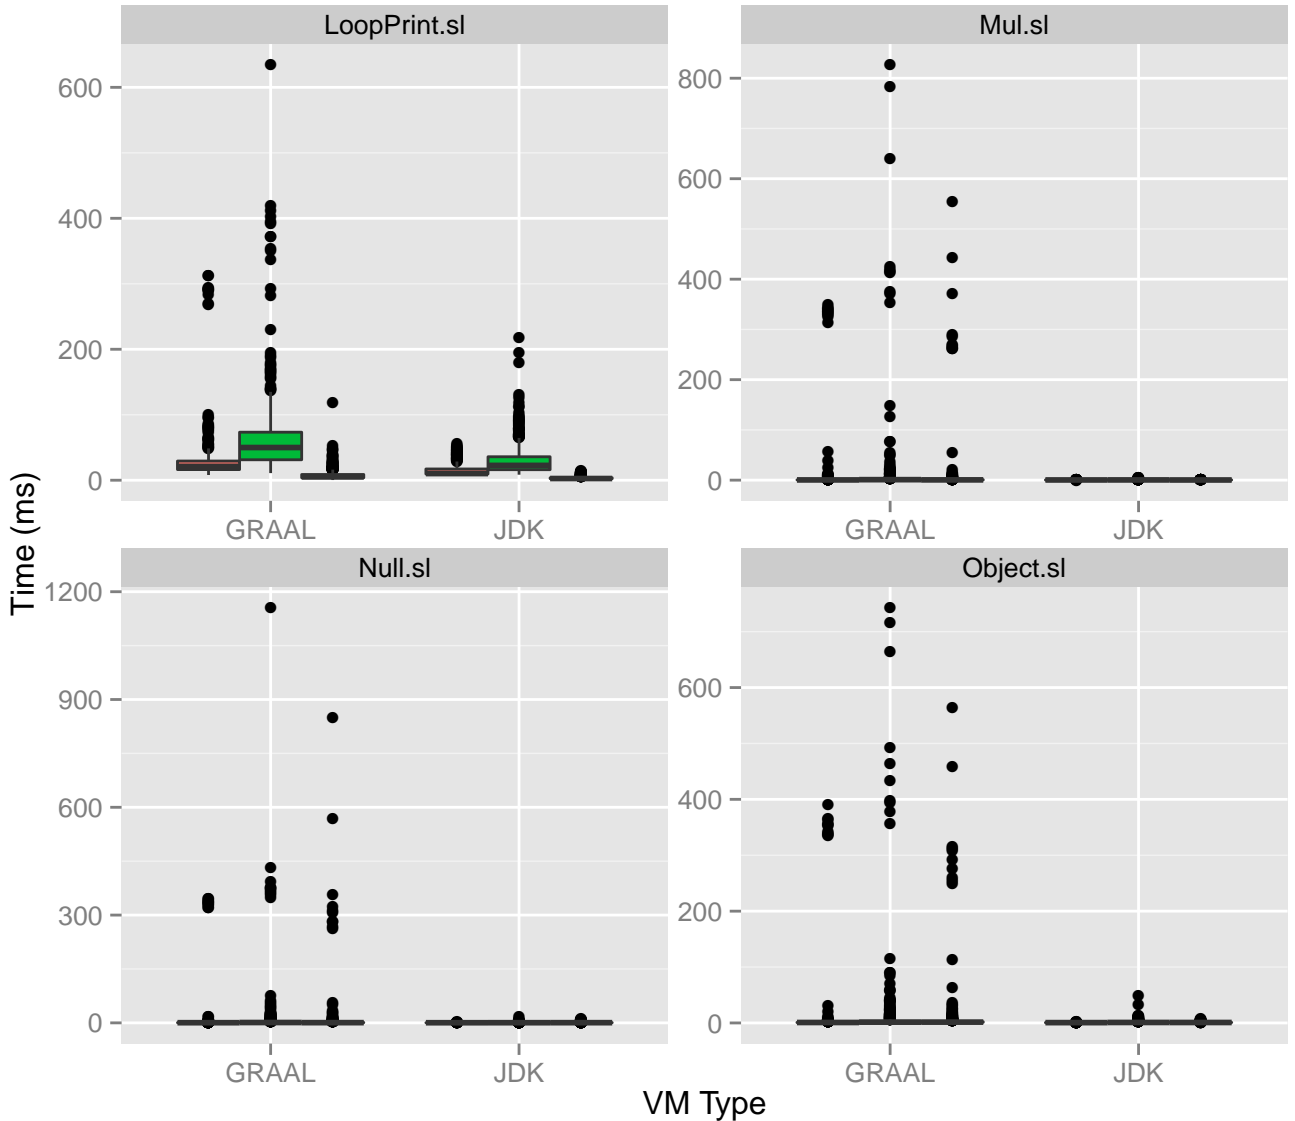 LoopPrint.sl
Mul.sl
600
400
200
0
800
600
400
200
0
GRAAL
JDK
GRAAL
JDK
Time (ms)
Null.sl
Object.sl
1200
900
600
300
0
600
400
200
0
GRAAL
JDK
GRAAL
JDK
VM Type